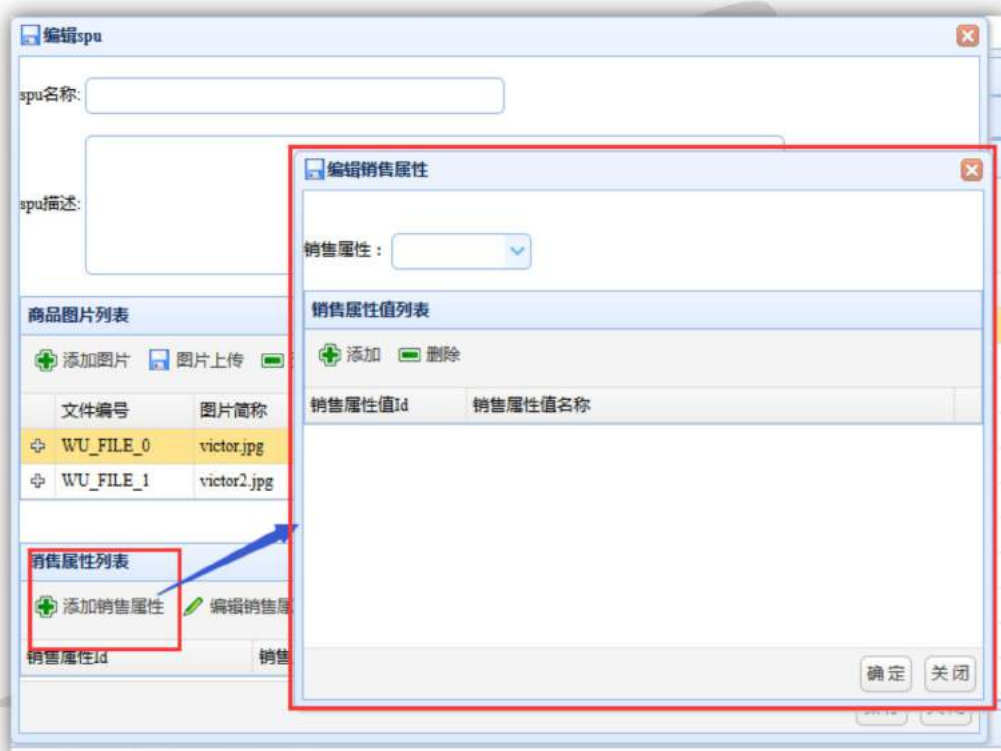 编辑spu
spu名称:
spu描述:
商品图片列表
添加图片 图片上传
文件编号 图片简称
WU_FILE_0 victor.jpg
WU_FILE_1 victor2.jpg
销售属性列表
添加销售属性 编辑销售属
销售属性Id 销售
编辑销售属性
销售属性：
销售属性值列表
添加 删除
销售属性值Id 销售属性值名称
确定 关闭